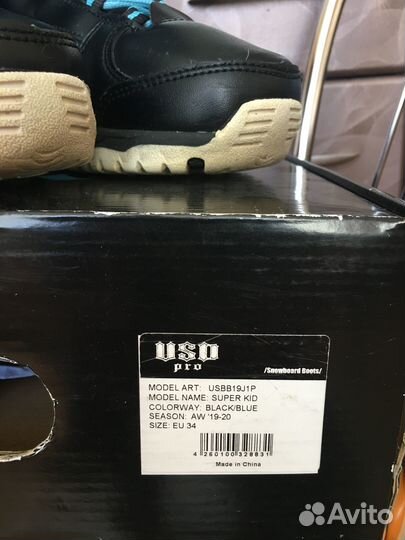 USD
pro
/Snowboard Boots/
MODEL ART: USBB19J1P
MODEL NAME: SUPER KID
COLORWAY: BLACK/BLUE
SEASON: AW '19-20
SIZE: EU 34
4 260100 328831
Made in China
Avito